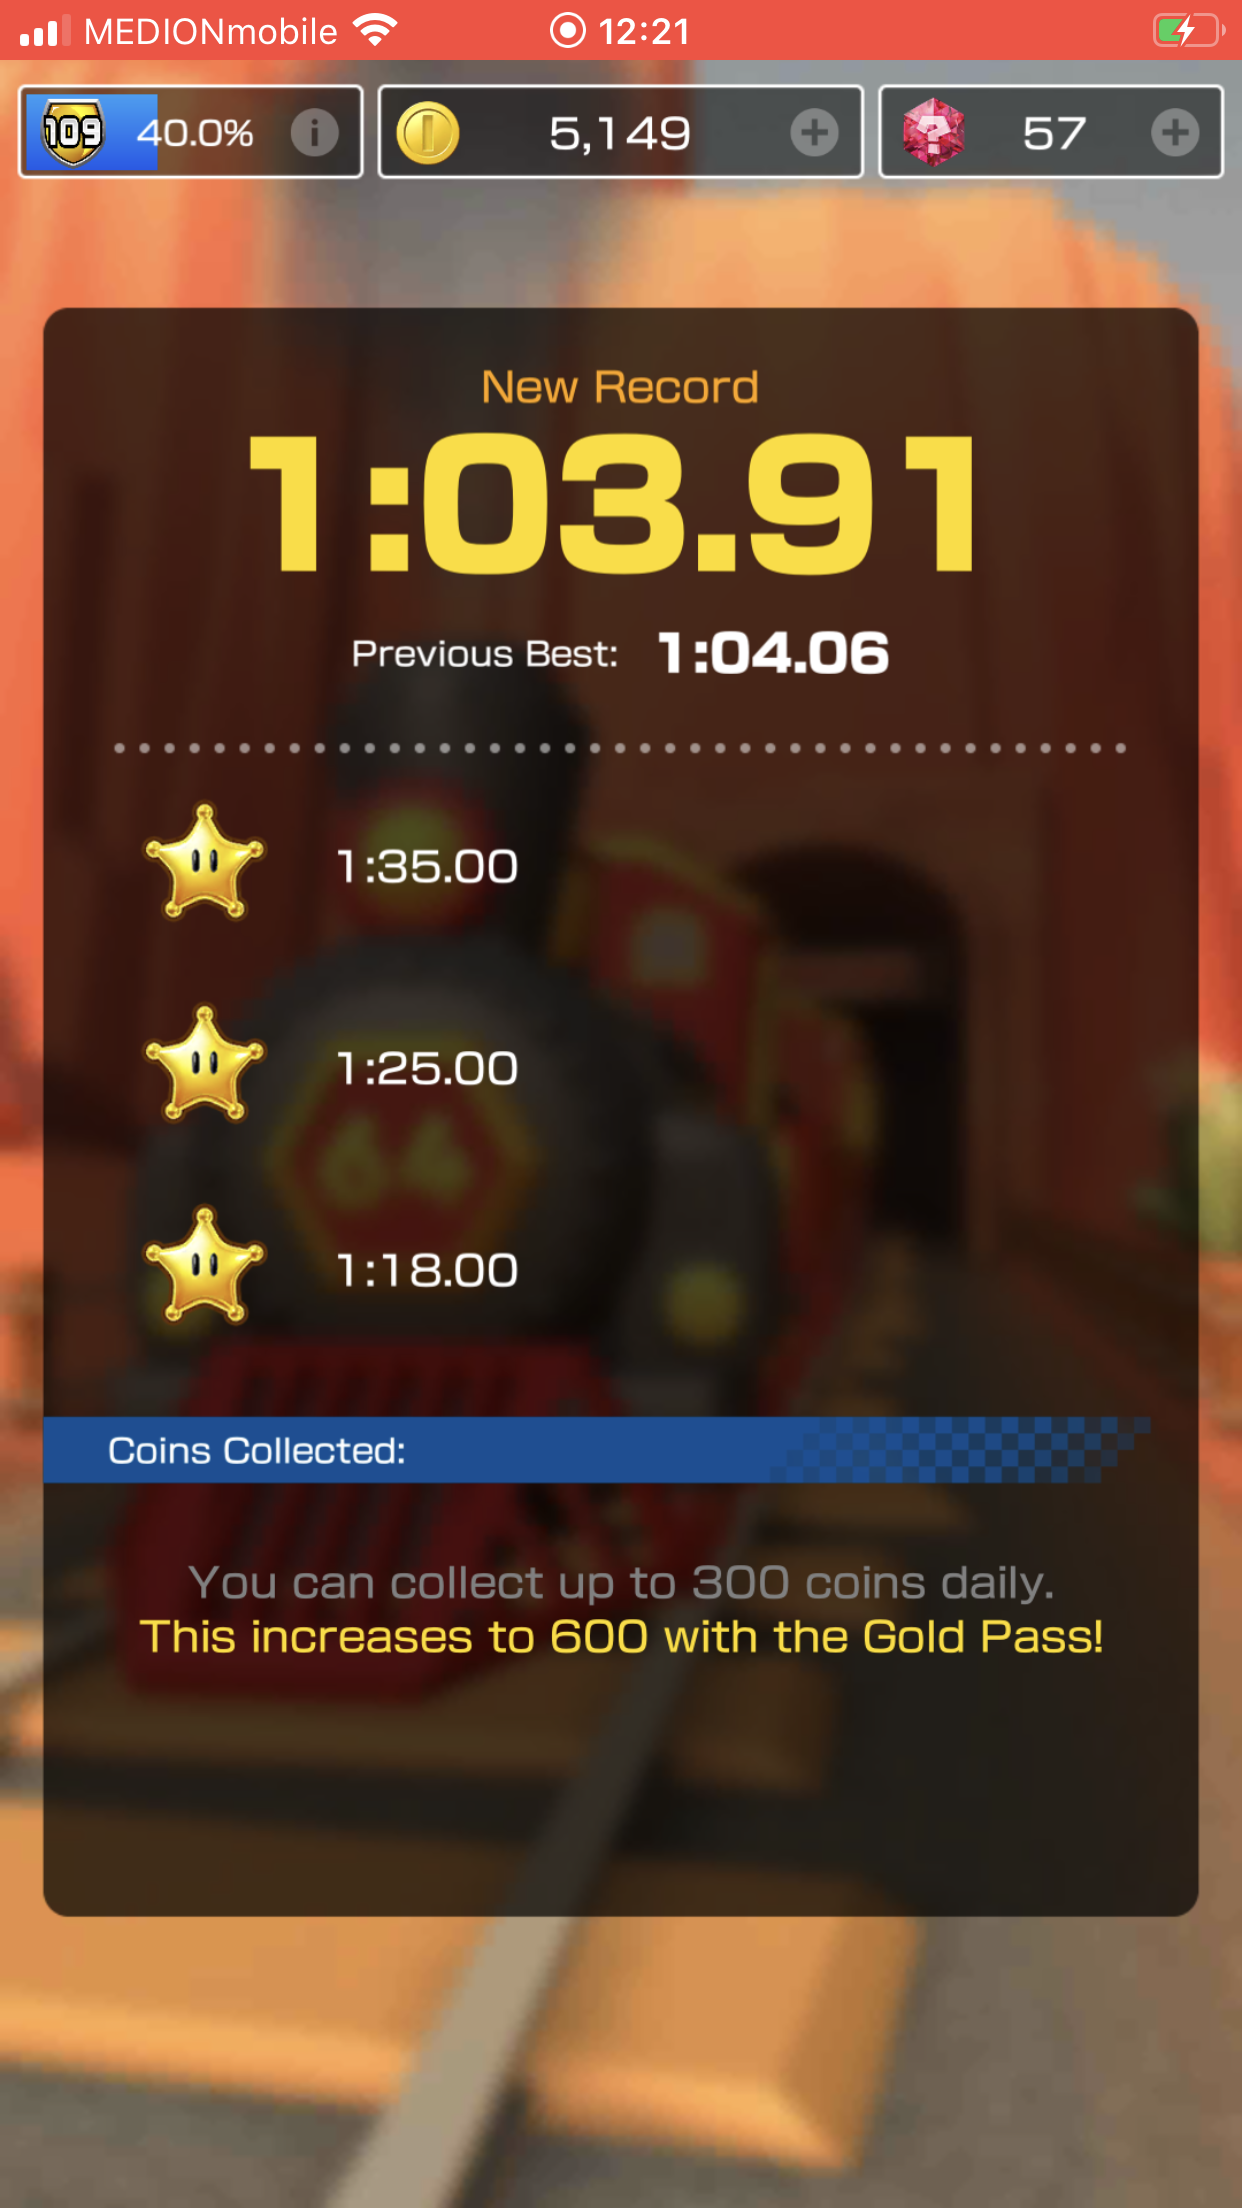 MEDIONmobile 12:21
109 40.0% i 5,149 + ? 57 +
New Record
1:03.91
Previous Best: 1:04.06
1:35.00
1:25.00
64
1:18.00
Coins Collected:
You can collect up to 300 coins daily.
This increases to 600 with the Gold Pass!